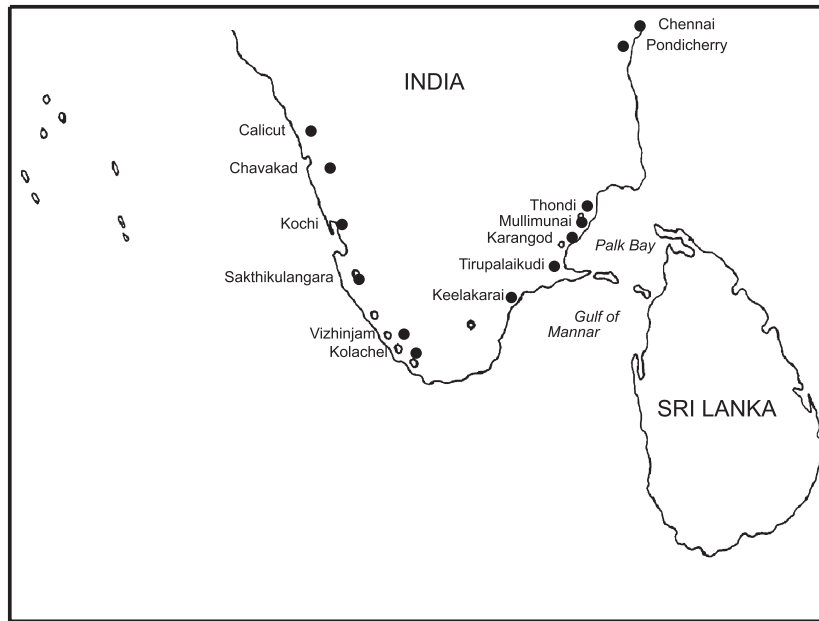 Chennai
Pondicherry
INDIA
Calicut
Chavakad
Thondi
Mullimunai
Kochi
Karangod
Palk Bay
Tirupalaikudi
Sakthikulangara
Keelakarai
Gulf of
Mannar
Vizhinjam
Kolachel
SRI LANKA